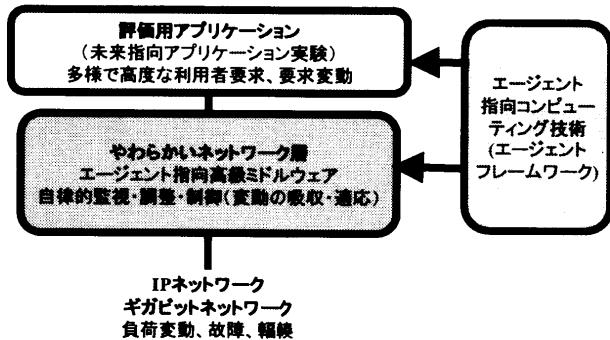 評価用アプリケーション
(未来指向アプリケーション実験)
多様で高度な利用者要求、要求変動
やわらかいネットワーク層
エージェント指向高級ミドルウェア
自律的監視・調整・制御(変動の吸収・適応)
IPネットワーク
ギガビットネットワーク
負荷変動、故障、輻輳
エージェント
指向コンピュー
ティング技術
(エージェント
フレームワーク)